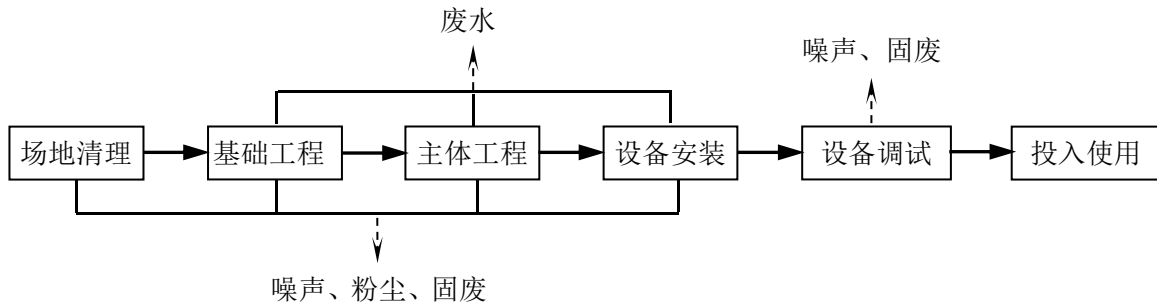 废水
噪声、固废
场地清理
基础工程
主体工程
设备安装
设备调试
投入使用
噪声、粉尘、固废